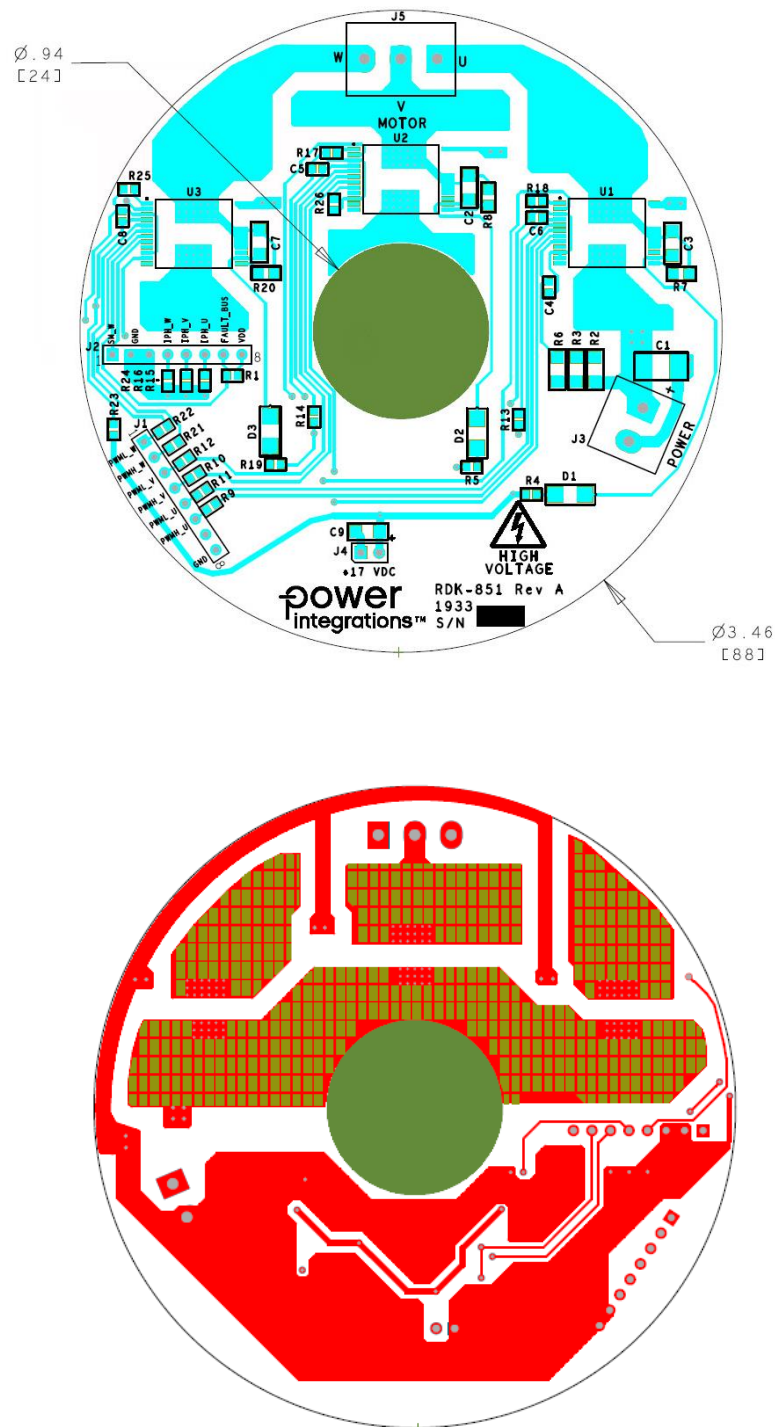 J5
Ø.94
[24]
W
U
V
MOTOR
U2
R17
C5
R25
U3
R26
C2
R8
R18
U1
C6
C8
C7
C3
R20
R7
C4
SW_W
GND
IPH_W
IPH_V
IPH_U
FAULT_BUS
VDD
J2
1
8
R24
R16
R15
R1
R6
R3
R2
C1
+
R23
J1
1
R22
R21
R12
R10
R11
R9
D3
R14
R19
D2
R13
R5
J3
POWER
PWML_W
PWMH_W
PWML_V
PWMH_V
PWML_U
PWMH_U
GND
8
R4
D1
C9
+
J4
+17 VDC
HIGH
VOLTAGE
power
integrations™
RDK-851 Rev A
1933
S/N
Ø3.46
[88]